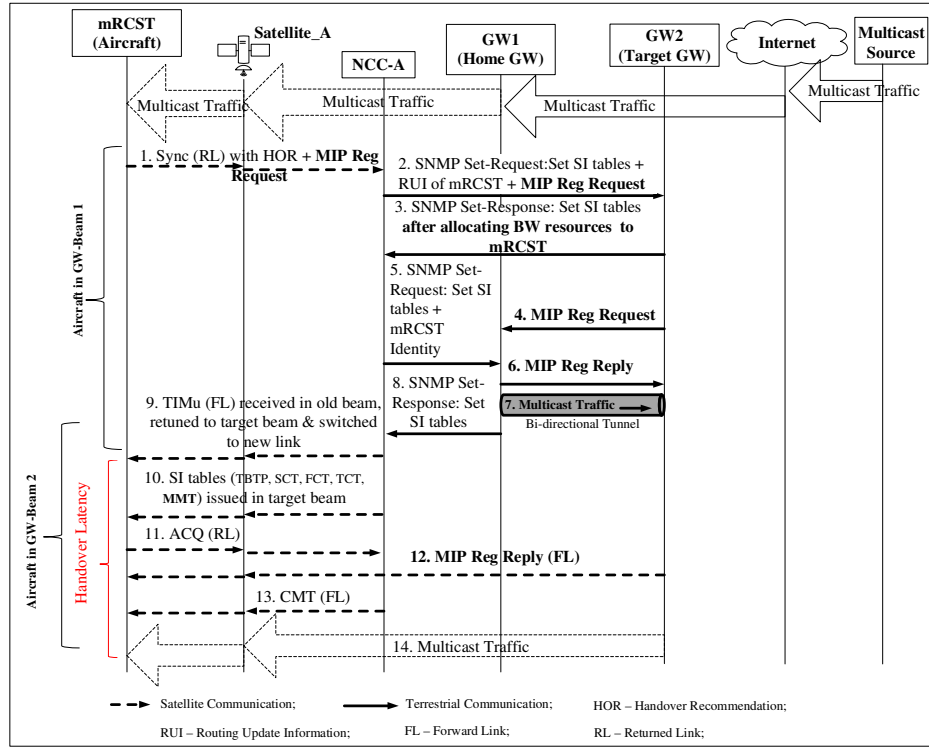 mRCST
(Aircraft)
Satellite_A
NCC-A
GW1
(Home GW)
GW2
(Target GW)
Internet
Multicast
Source
Multicast Traffic
Multicast Traffic
Multicast Traffic
Multicast Traffic
1. Sync (RL) with HOR + MIP Reg
Request
2. SNMP Set-Request:Set SI tables +
RUI of mRCST + MIP Reg Request
3. SNMP Set-Response: Set SI tables
after allocating BW resources to
mRCST
5. SNMP Set-
Request: Set SI
tables +
mRCST
Identity
4. MIP Reg Request
6. MIP Reg Reply
8. SNMP Set-
Response: Set
SI tables
7. Multicast Traffic
Bi-directional Tunnel
9. TIMu (FL) received in old beam,
retuned to target beam & switched
to new link
10. SI tables (TBTP, SCT, FCT, TCT,
MMT) issued in target beam
11. ACQ (RL)
12. MIP Reg Reply (FL)
13. CMT (FL)
14. Multicast Traffic
Aircraft in GW-Beam 1
Aircraft in GW-Beam 2
Handover Latency
Satellite Communication;
Terrestrial Communication;
HOR – Handover Recommendation;
RUI – Routing Update Information;
FL – Forward Link;
RL – Returned Link;